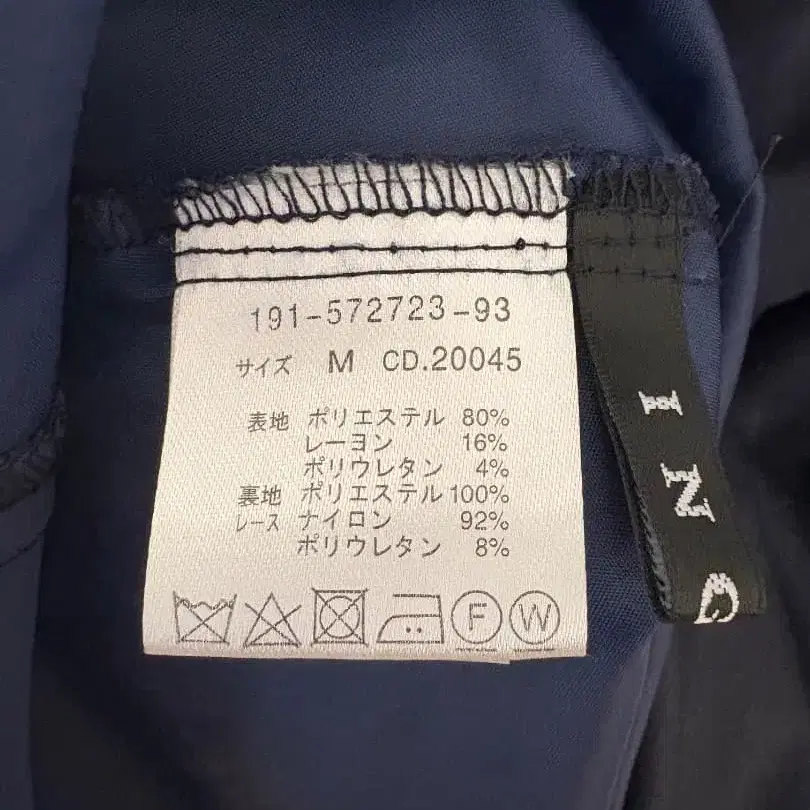 191-572723-93
サイズ M CD.20045
表地 ポリエステル 80%
レーヨン 16%
ポリウレタン 4%
裏地 ポリエステル 100%
レース ナイロン 92%
ポリウレタン 8%
F W
I N